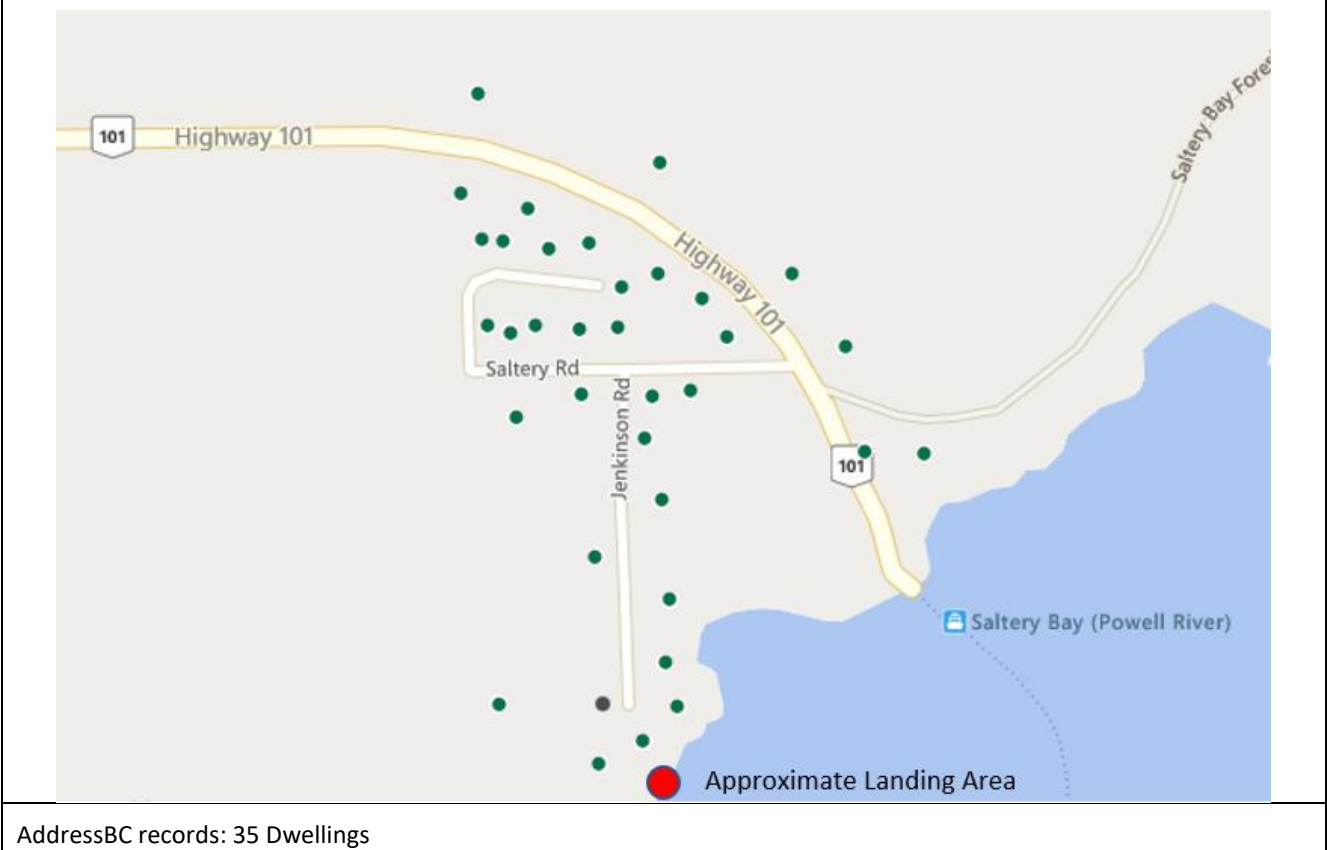 Saltery Bay Fores
101
Highway 101
Highway 101
Saltery Rd
Jenkinson Rd
101
Saltery Bay (Powell River)
Approximate Landing Area
AddressBC records: 35 Dwellings